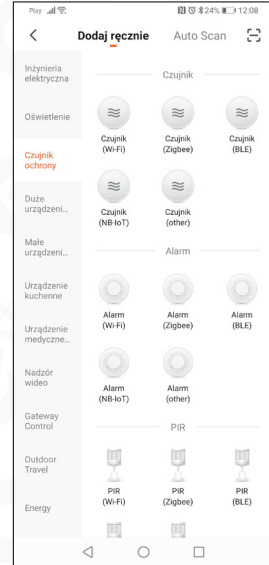 Play 24% 12:08
Dodaj ręcznie Auto Scan
Inżynieria
elektryczna
Oświetlenie
Czujnik
ochrony
Duże
urządzeni...
Małe
urządzeni...
Urządzenie
kuchenne
Urządzenie
medyczne...
Nadzór
wideo
Gateway
Control
Outdoor
Travel
Energy
Czujnik
Czujnik
(Wi-Fi)
Czujnik
(Zigbee)
Czujnik
(BLE)
Czujnik
(NB-IoT)
Czujnik
(other)
Alarm
Alarm
(Wi-Fi)
Alarm
(Zigbee)
Alarm
(BLE)
Alarm
(NB-IoT)
Alarm
(other)
PIR
PIR
(Wi-Fi)
PIR
(Zigbee)
PIR
(BLE)